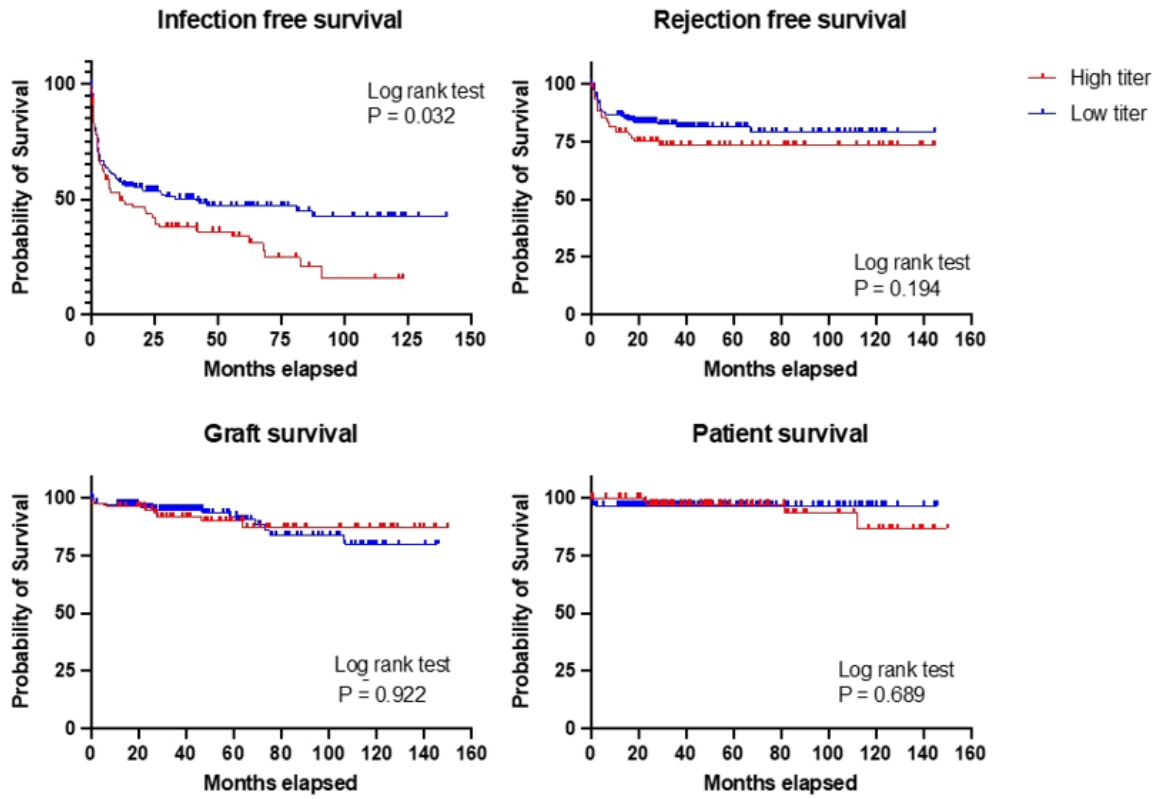 Infection free survival
Probability of Survival
100
50
0
Log rank test
P = 0.032
0 25 50 75 100 125 150
Months elapsed
Rejection free survival
Probability of Survival
100
75
50
25
0
Log rank test
P = 0.194
0 20 40 60 80 100 120 140 160
Months elapsed
High titer
Low titer
Graft survival
Probability of Survival
100
75
50
25
0
Log rank test
P = 0.922
0 20 40 60 80 100 120 140 160
Months elapsed
Patient survival
Probability of Survival
100
75
50
25
0
Log rank test
P = 0.689
0 20 40 60 80 100 120 140 160
Months elapsed